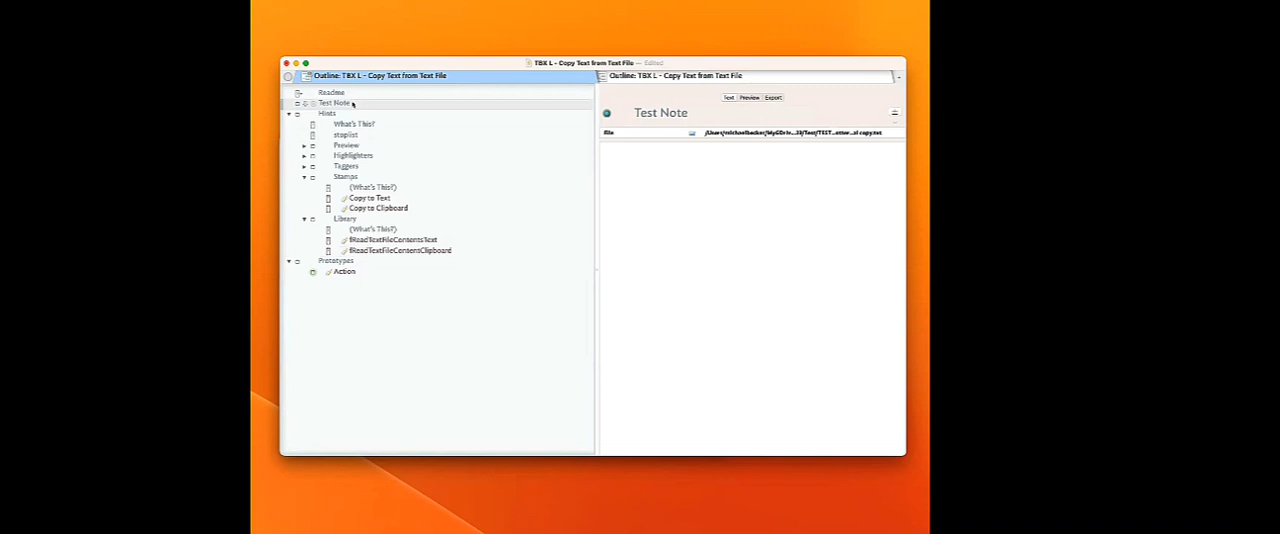 TBX L - Copy Text from Text File — Edited
Outline: TBX L - Copy Text from Text File
Outline: TBX L - Copy Text from Text File
Readme
Test Note
Hints
What's This?
stoplist
Preview
Highlighters
Taggers
Stamps
(What's This?)
Copy to Text
Copy to Clipboard
Library
(What's This?)
fReadTextFileContentsText
fReadTextFileContentClipboard
Prototypes
Action
Text Preview Export
Test Note
file